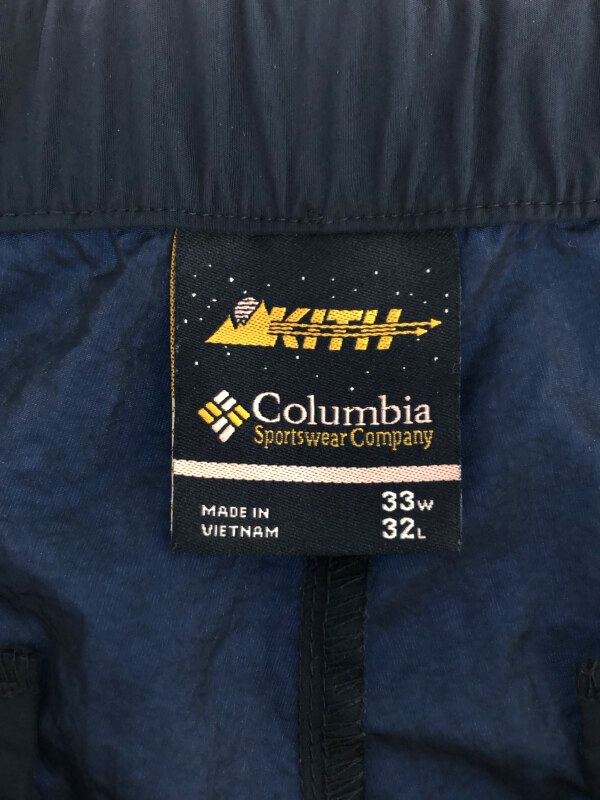 KITH
Columbia
Sportswear Company
MADE IN
VIETNAM
33W
32L